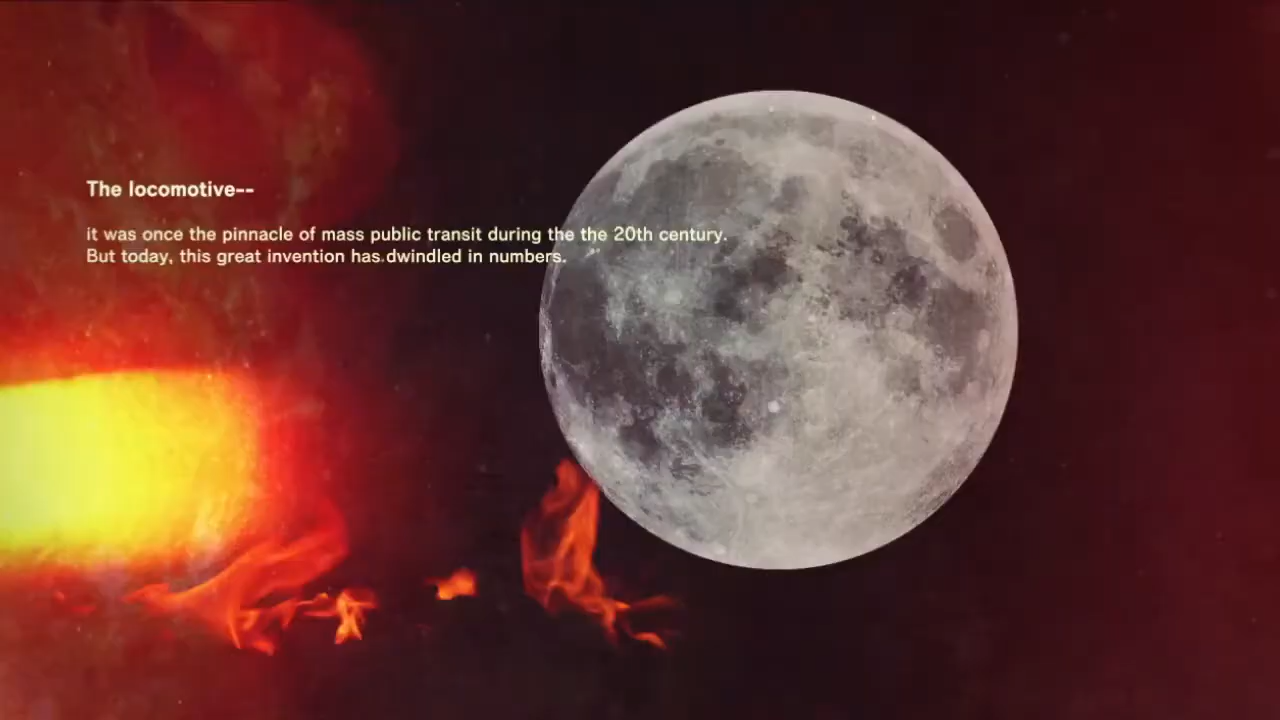 The locomotive--
it was once the pinnacle of mass public transit during the the 20th century.
But today, this great invention has dwindled in numbers.